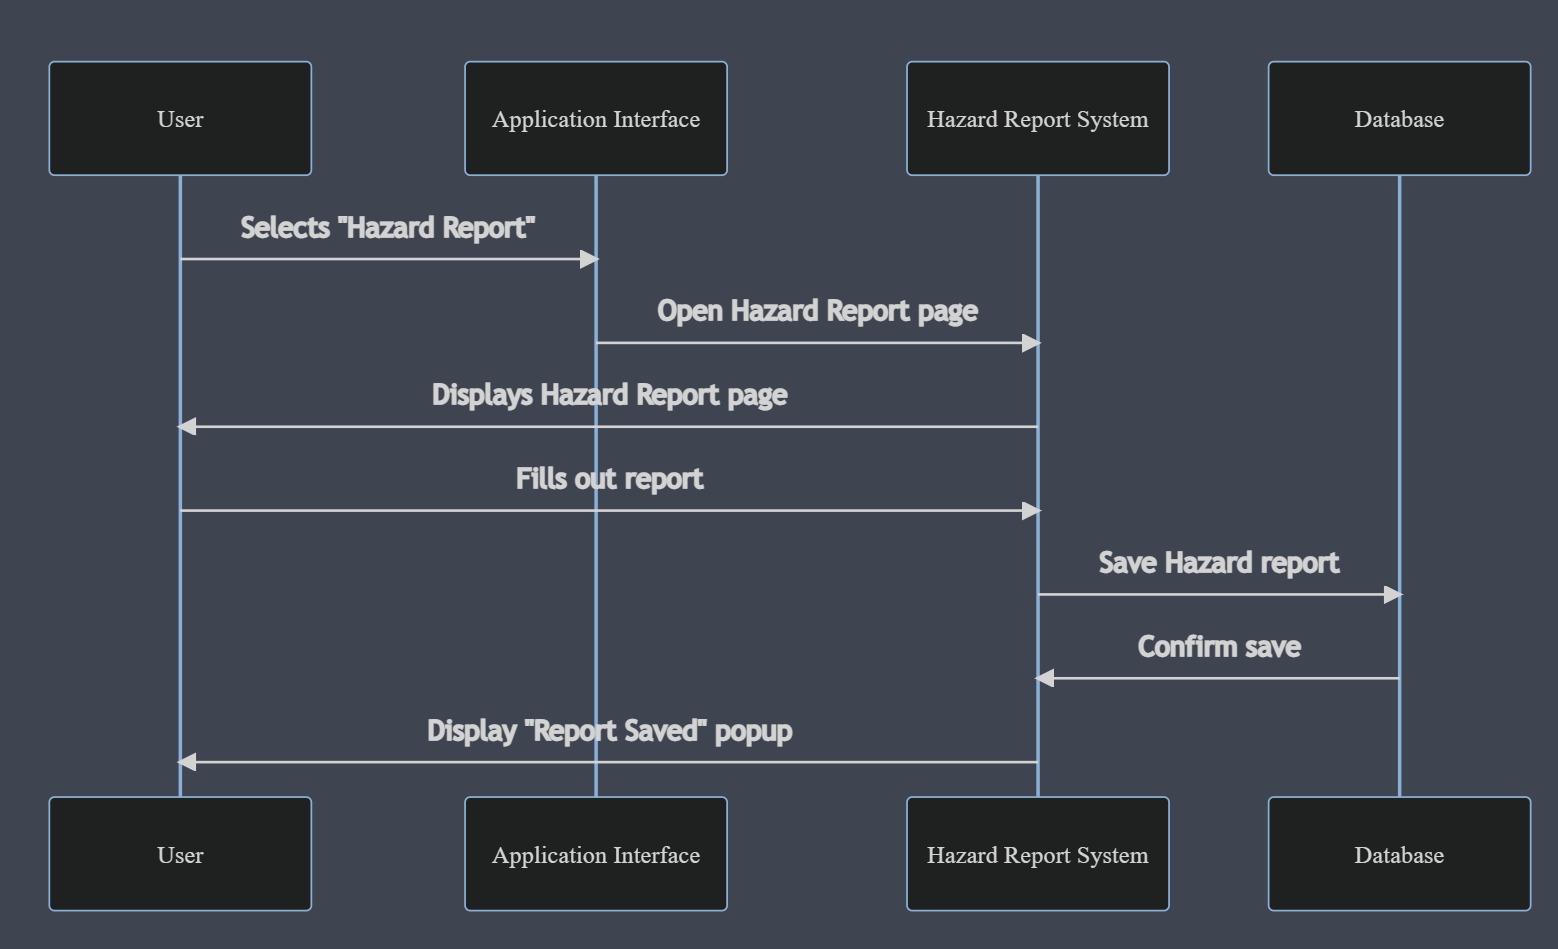 User
Application Interface
Hazard Report System
Database
Selects "Hazard Report"
Open Hazard Report page
Displays Hazard Report page
Fills out report
Save Hazard report
Confirm save
Display "Report Saved" popup
User
Application Interface
Hazard Report System
Database